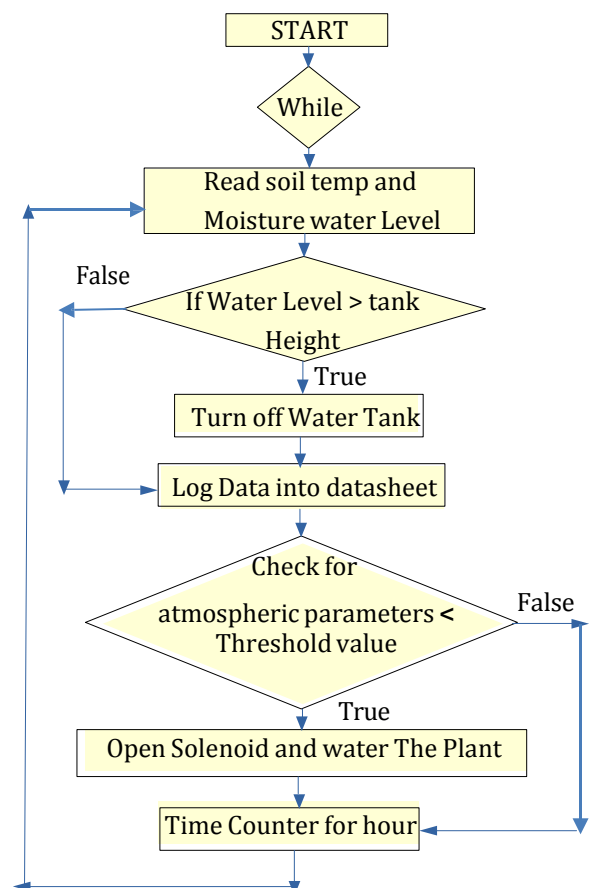 START
While
Read soil temp and
Moisture water Level
False
If Water Level > tank
Height
True
Turn off Water Tank
Log Data into datasheet
Check for
atmospheric parameters <
Threshold value
False
True
Open Solenoid and water The Plant
Time Counter for hour